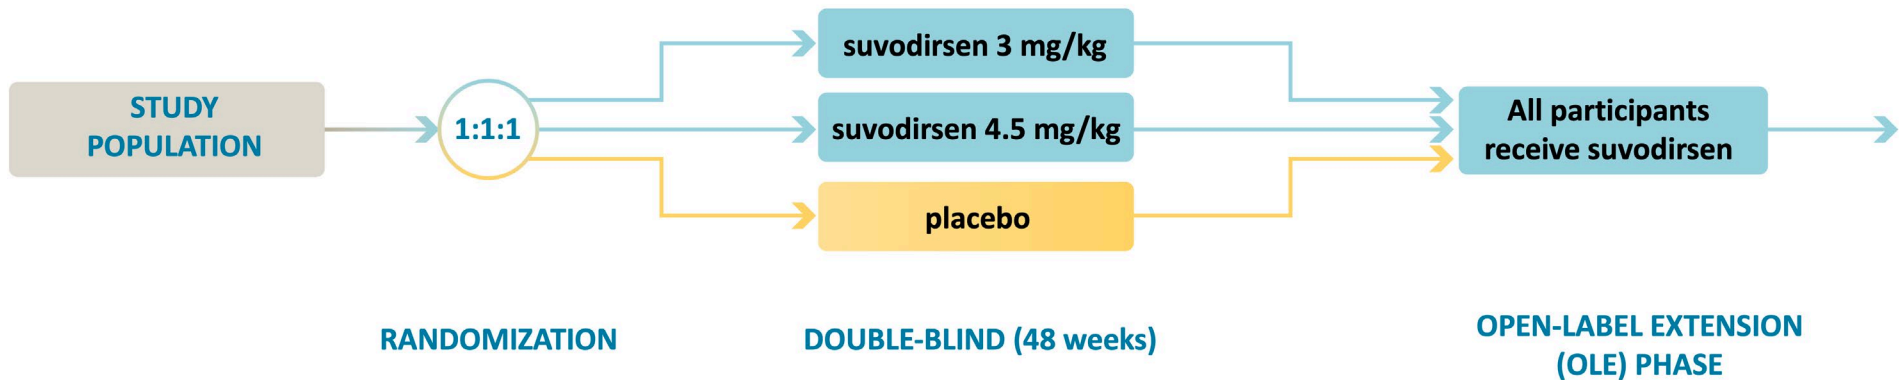 STUDY
POPULATION
1:1:1
suvodirsen 3 mg/kg
suvodirsen 4.5 mg/kg
placebo
All participants
receive suvodirsen
RANDOMIZATION
DOUBLE-BLIND (48 weeks)
OPEN-LABEL EXTENSION
(OLE) PHASE